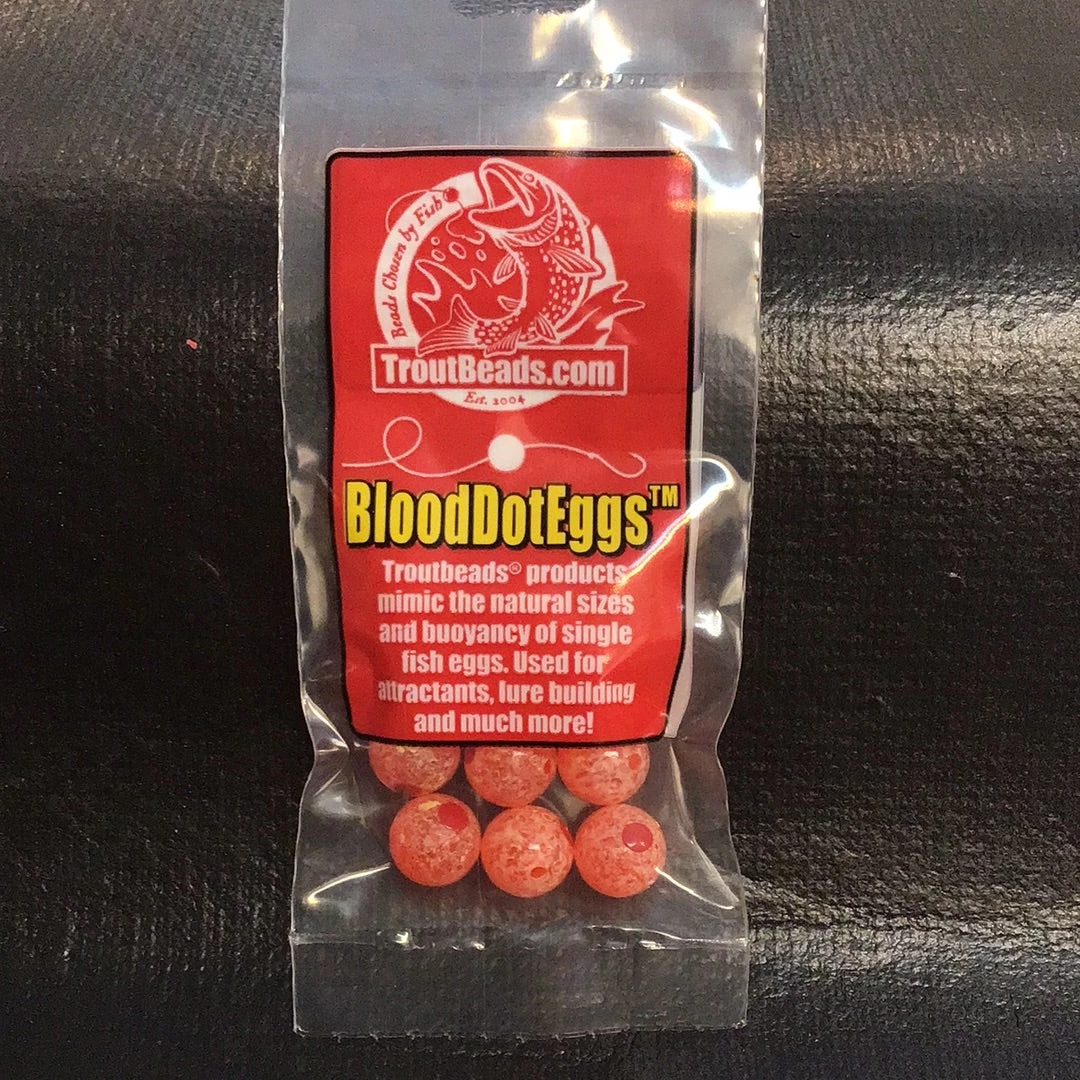 Beads Chosen by Fish
TroutBeads.com
Est. 2004
BloodDotEggs™
Troutbeads® products
mimic the natural sizes
and buoyancy of single
fish eggs. Used for
attractants, lure building
and much more!